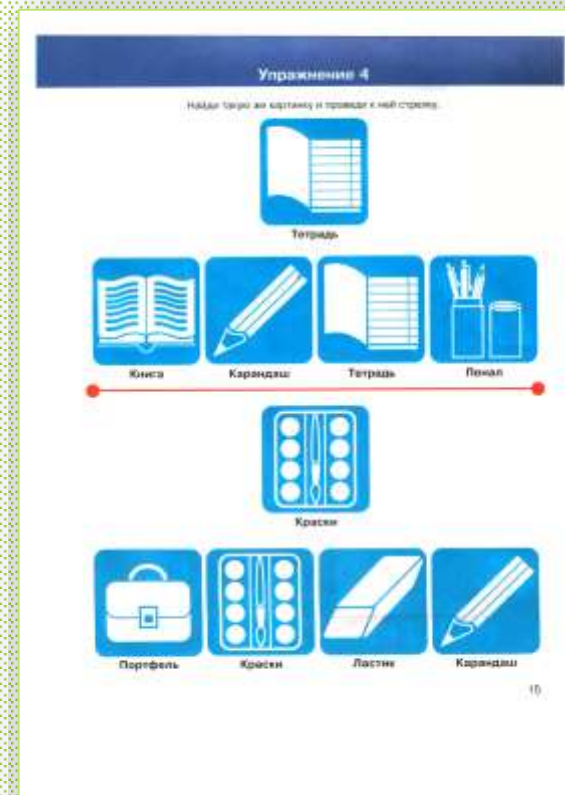 Упражнение 4
Найди такую же картинку и проведи к ней стрелку.
Тетрадь
Книга Карандаш Тетрадь Пенал
Краски
Портфель Краски Ластик Карандаш
15